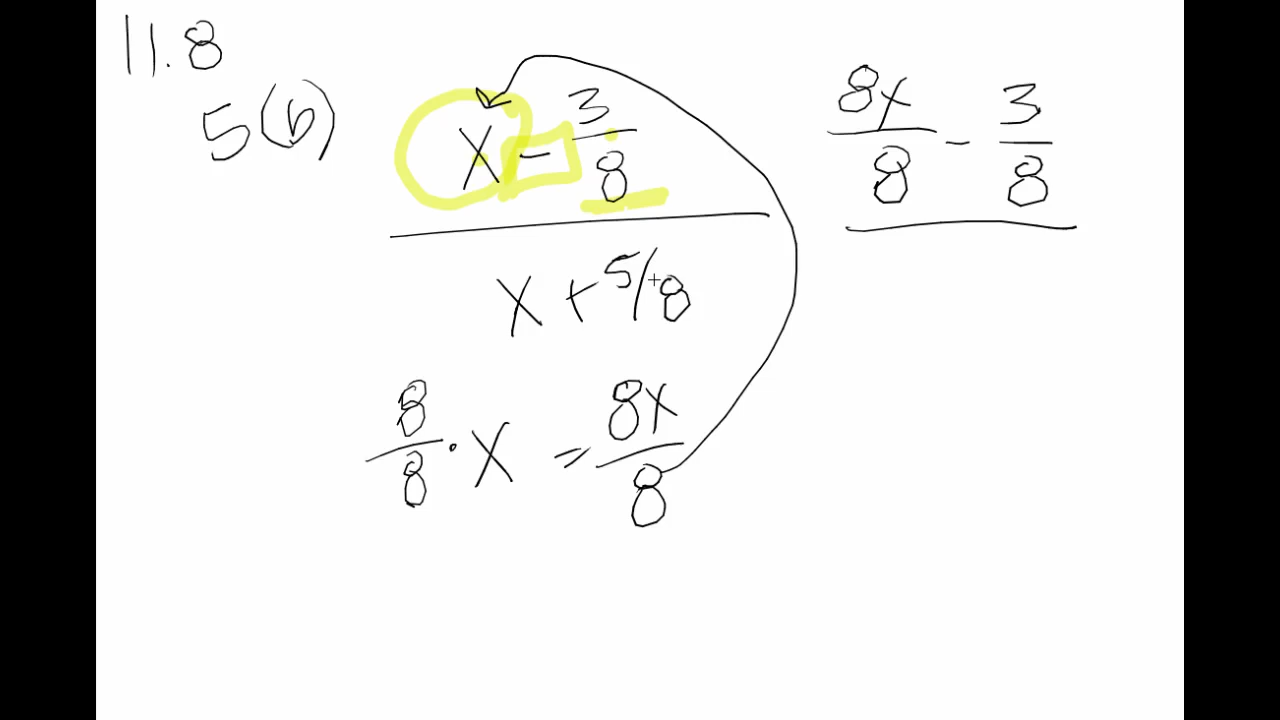 11.8
5(b)
x - 3/8
x + 5/8
8/8 · x = 8x/8
8x/8 - 3/8